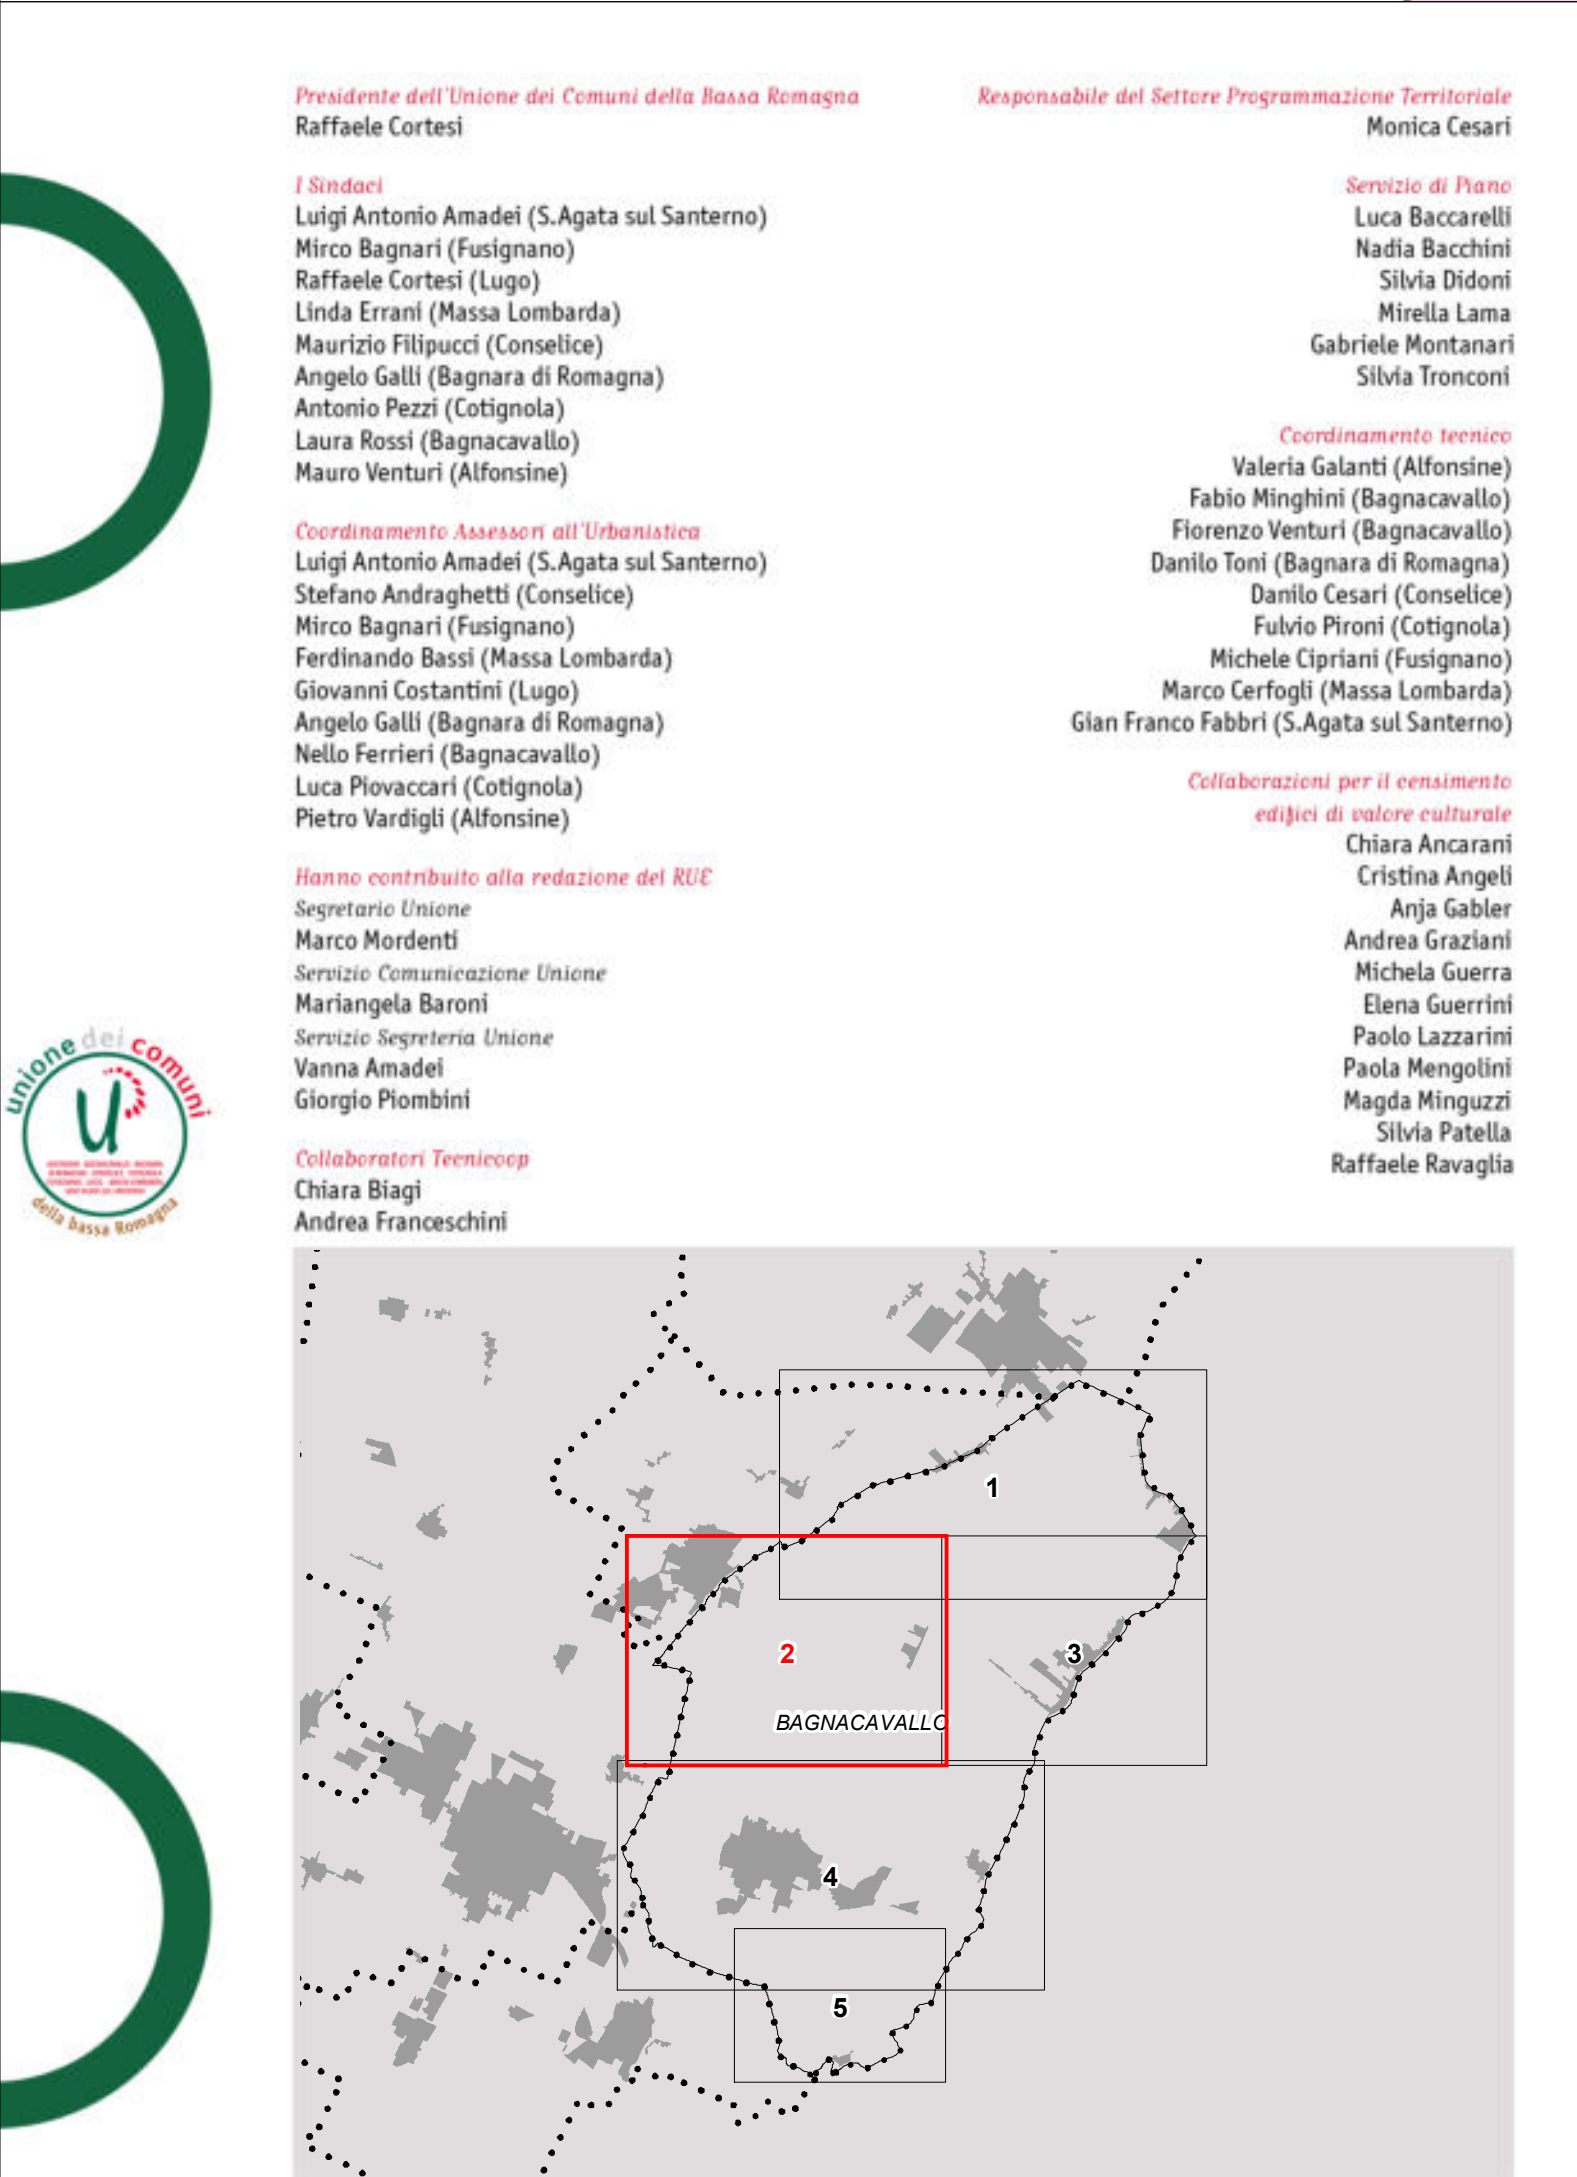 Presidente dell'Unione dei Comuni della Bassa Romagna
Raffaele Cortesi
I Sindaci
Luigi Antonio Amadei (S.Agata sul Santerno)
Mirco Bagnari (Fusignano)
Raffaele Cortesi (Lugo)
Linda Errani (Massa Lombarda)
Maurizio Filipucci (Conselice)
Angelo Galli (Bagnara di Romagna)
Antonio Pezzi (Cotignola)
Laura Rossi (Bagnacavallo)
Mauro Venturi (Alfonsine)
Coordinamento Assessori all'Urbanistica
Luigi Antonio Amadei (S.Agata sul Santerno)
Stefano Andraghetti (Conselice)
Mirco Bagnari (Fusignano)
Ferdinando Bassi (Massa Lombarda)
Giovanni Costantini (Lugo)
Angelo Galli (Bagnara di Romagna)
Nello Ferrieri (Bagnacavallo)
Luca Piovaccari (Cotignola)
Pietro Vardigli (Alfonsine)
Hanno contribuito alla redazione del RUE
Segretario Unione
Marco Mordenti
Servizio Comunicazione Unione
Mariangela Baroni
Servizio Segreteria Unione
Vanna Amadei
Giorgio Piombini
Collaboratori Tecnicoop
Chiara Biagi
Andrea Franceschini
Responsabile del Settore Programmazione Territoriale
Monica Cesari
Servizio di Piano
Luca Baccarelli
Nadia Bacchini
Silvia Didoni
Mirella Lama
Gabriele Montanari
Silvia Tronconi
Coordinamento tecnico
Valeria Galanti (Alfonsine)
Fabio Minghini (Bagnacavallo)
Fiorenzo Venturi (Bagnacavallo)
Danilo Toni (Bagnara di Romagna)
Danilo Cesari (Conselice)
Fulvio Pironi (Cotignola)
Michele Cipriani (Fusignano)
Marco Cerfogli (Massa Lombarda)
Gian Franco Fabbri (S.Agata sul Santerno)
Collaborazioni per il censimento
edifici di valore culturale
Chiara Ancarani
Cristina Angeli
Anja Gabler
Andrea Graziani
Michela Guerra
Elena Guerrini
Paolo Lazzarini
Paola Mengolini
Magda Minguzzi
Silvia Patella
Raffaele Ravaglia
unione dei comuni
della bassa Romagna
1
2
3
BAGNACAVALLO
4
5